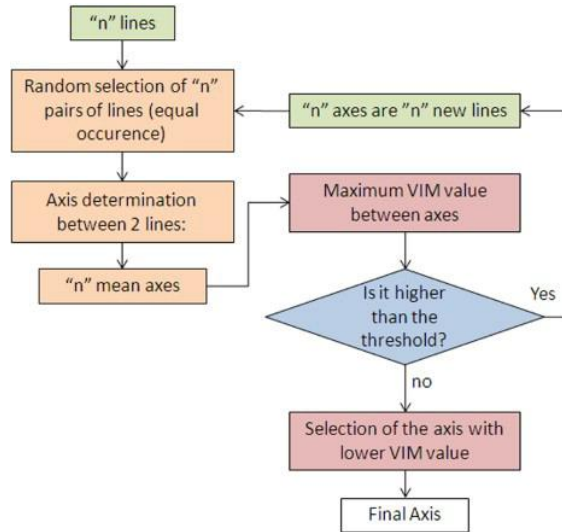 “n” lines
Random selection of “n”
pairs of lines (equal
occurence)
“n” axes are ”n” new lines
Axis determination
between 2 lines:
Maximum VIM value
between axes
“n” mean axes
Is it higher
than the
threshold?
Yes
no
Selection of the axis with
lower VIM value
Final Axis